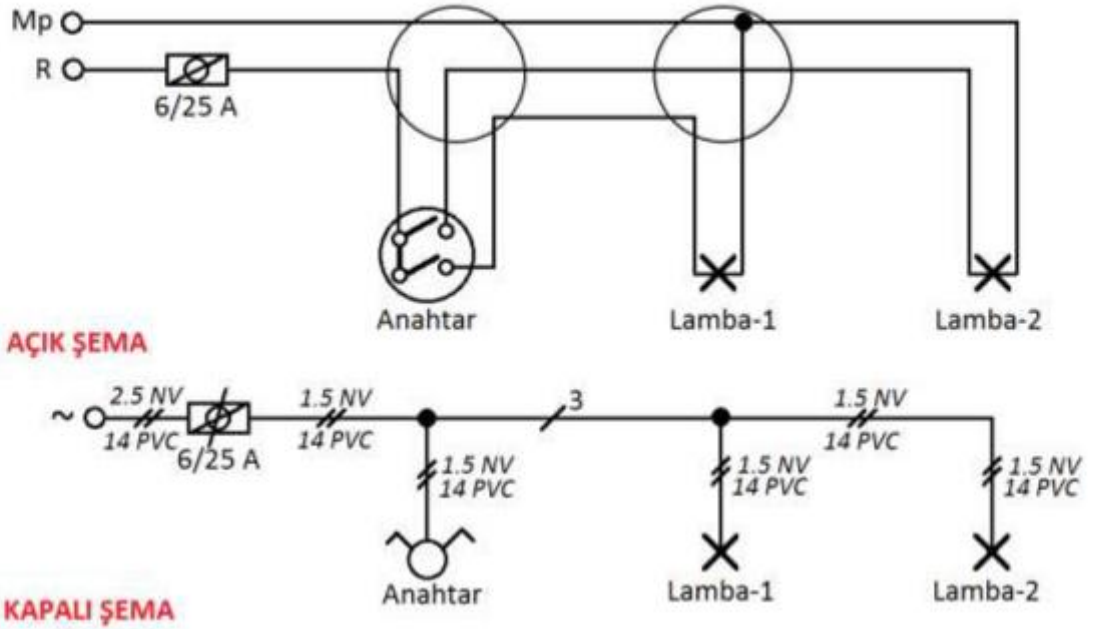 Mp
R
6/25 A
Anahtar
Lamba-1
Lamba-2
AÇIK ŞEMA
~
2.5 NV
14 PVC
6/25 A
1.5 NV
14 PVC
3
1.5 NV
14 PVC
1.5 NV
14 PVC
1.5 NV
14 PVC
1.5 NV
14 PVC
Anahtar
Lamba-1
Lamba-2
KAPALI ŞEMA